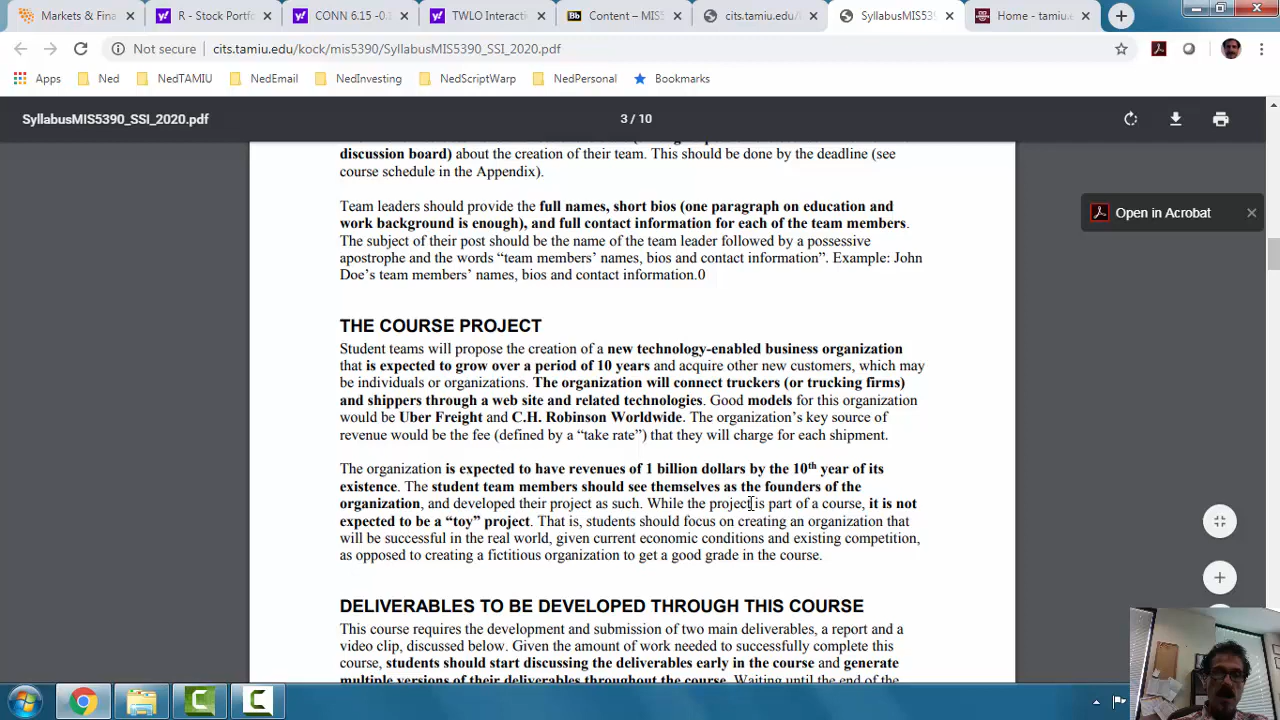 Markets & Fina
R - Stock Portf
CONN 6.15 -0.
TWLO Interacti
Content – MIS
cits.tamiu.edu/
SyllabusMIS53
Home - tamiu.e
Not secure
cits.tamiu.edu/kock/mis5390/SyllabusMIS5390_SSI_2020.pdf
Apps
Ned
NedTAMIU
NedEmail
NedInvesting
NedScriptWarp
NedPersonal
Bookmarks
SyllabusMIS5390_SSI_2020.pdf
3 / 10
Open in Acrobat
discussion board) about the creation of their team. This should be done by the deadline (see
course schedule in the Appendix).
Team leaders should provide the full names, short bios (one paragraph on education and
work background is enough), and full contact information for each of the team members.
The subject of their post should be the name of the team leader followed by a possessive
apostrophe and the words “team members’ names, bios and contact information”. Example: John
Doe’s team members’ names, bios and contact information.0
THE COURSE PROJECT
Student teams will propose the creation of a new technology-enabled business organization
that is expected to grow over a period of 10 years and acquire other new customers, which may
be individuals or organizations. The organization will connect truckers (or trucking firms)
and shippers through a web site and related technologies. Good models for this organization
would be Uber Freight and C.H. Robinson Worldwide. The organization’s key source of
revenue would be the fee (defined by a “take rate”) that they will charge for each shipment.
The organization is expected to have revenues of 1 billion dollars by the 10th year of its
existence. The student team members should see themselves as the founders of the
organization, and developed their project as such. While the project is part of a course, it is not
expected to be a “toy” project. That is, students should focus on creating an organization that
will be successful in the real world, given current economic conditions and existing competition,
as opposed to creating a fictitious organization to get a good grade in the course.
DELIVERABLES TO BE DEVELOPED THROUGH THIS COURSE
This course requires the development and submission of two main deliverables, a report and a
video clip, discussed below. Given the amount of work needed to successfully complete this
course, students should start discussing the deliverables early in the course and generate
multiple versions of their deliverables throughout the course. Waiting until the end of the